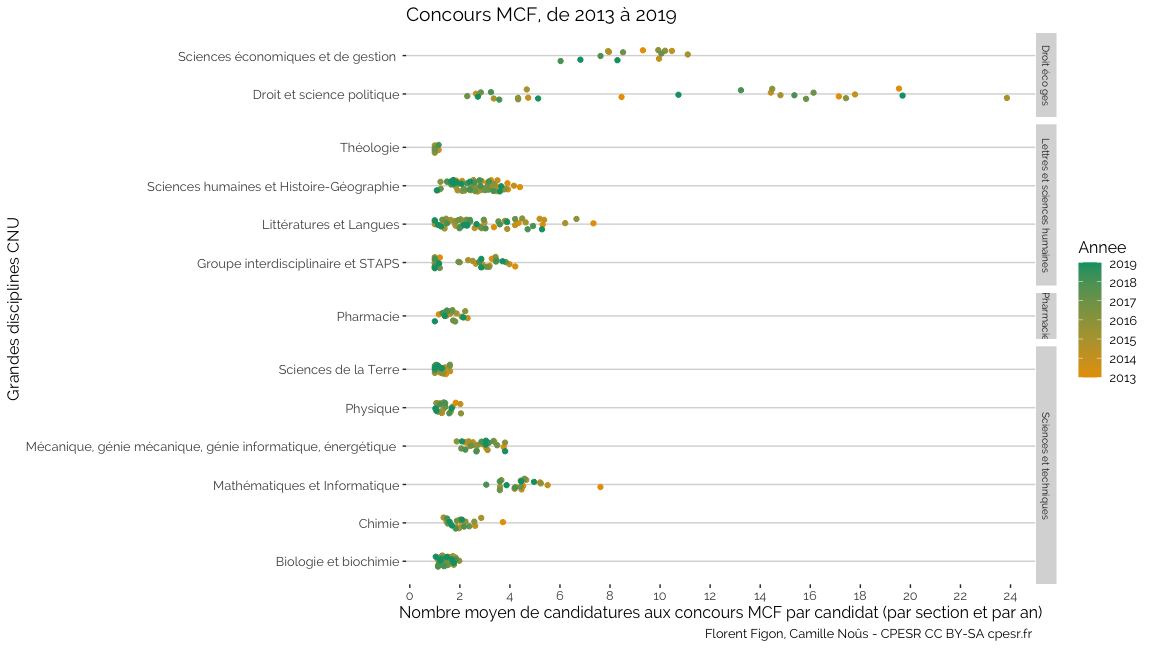 Concours MCF, de 2013 à 2019
Grandes disciplines CNU
Sciences économiques et de gestion
Droit et science politique
Droit éco ges
Théologie
Sciences humaines et Histoire-Géographie
Littératures et Langues
Groupe interdisciplinaire et STAPS
Lettres et sciences humaines
Pharmacie
Pharmacie
Sciences de la Terre
Physique
Mécanique, génie mécanique, génie informatique, énergétique
Mathématiques et Informatique
Chimie
Biologie et biochimie
Sciences et techniques
0 2 4 6 8 10 12 14 16 18 20 22 24
Nombre moyen de candidatures aux concours MCF par candidat (par section et par an)
Florent Figon, Camille Noûs - CPESR CC BY-SA cpesr.fr
Annee
2019
2018
2017
2016
2015
2014
2013